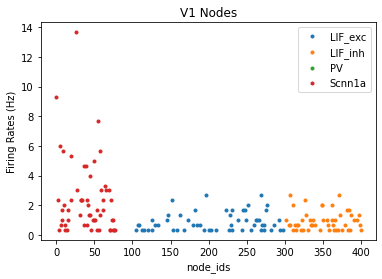 V1 Nodes
14
12
10
8
6
4
2
0
Firing Rates (Hz)
LIF_exc
LIF_inh
PV
Scnn1a
0 50 100 150 200 250 300 350 400
node_ids